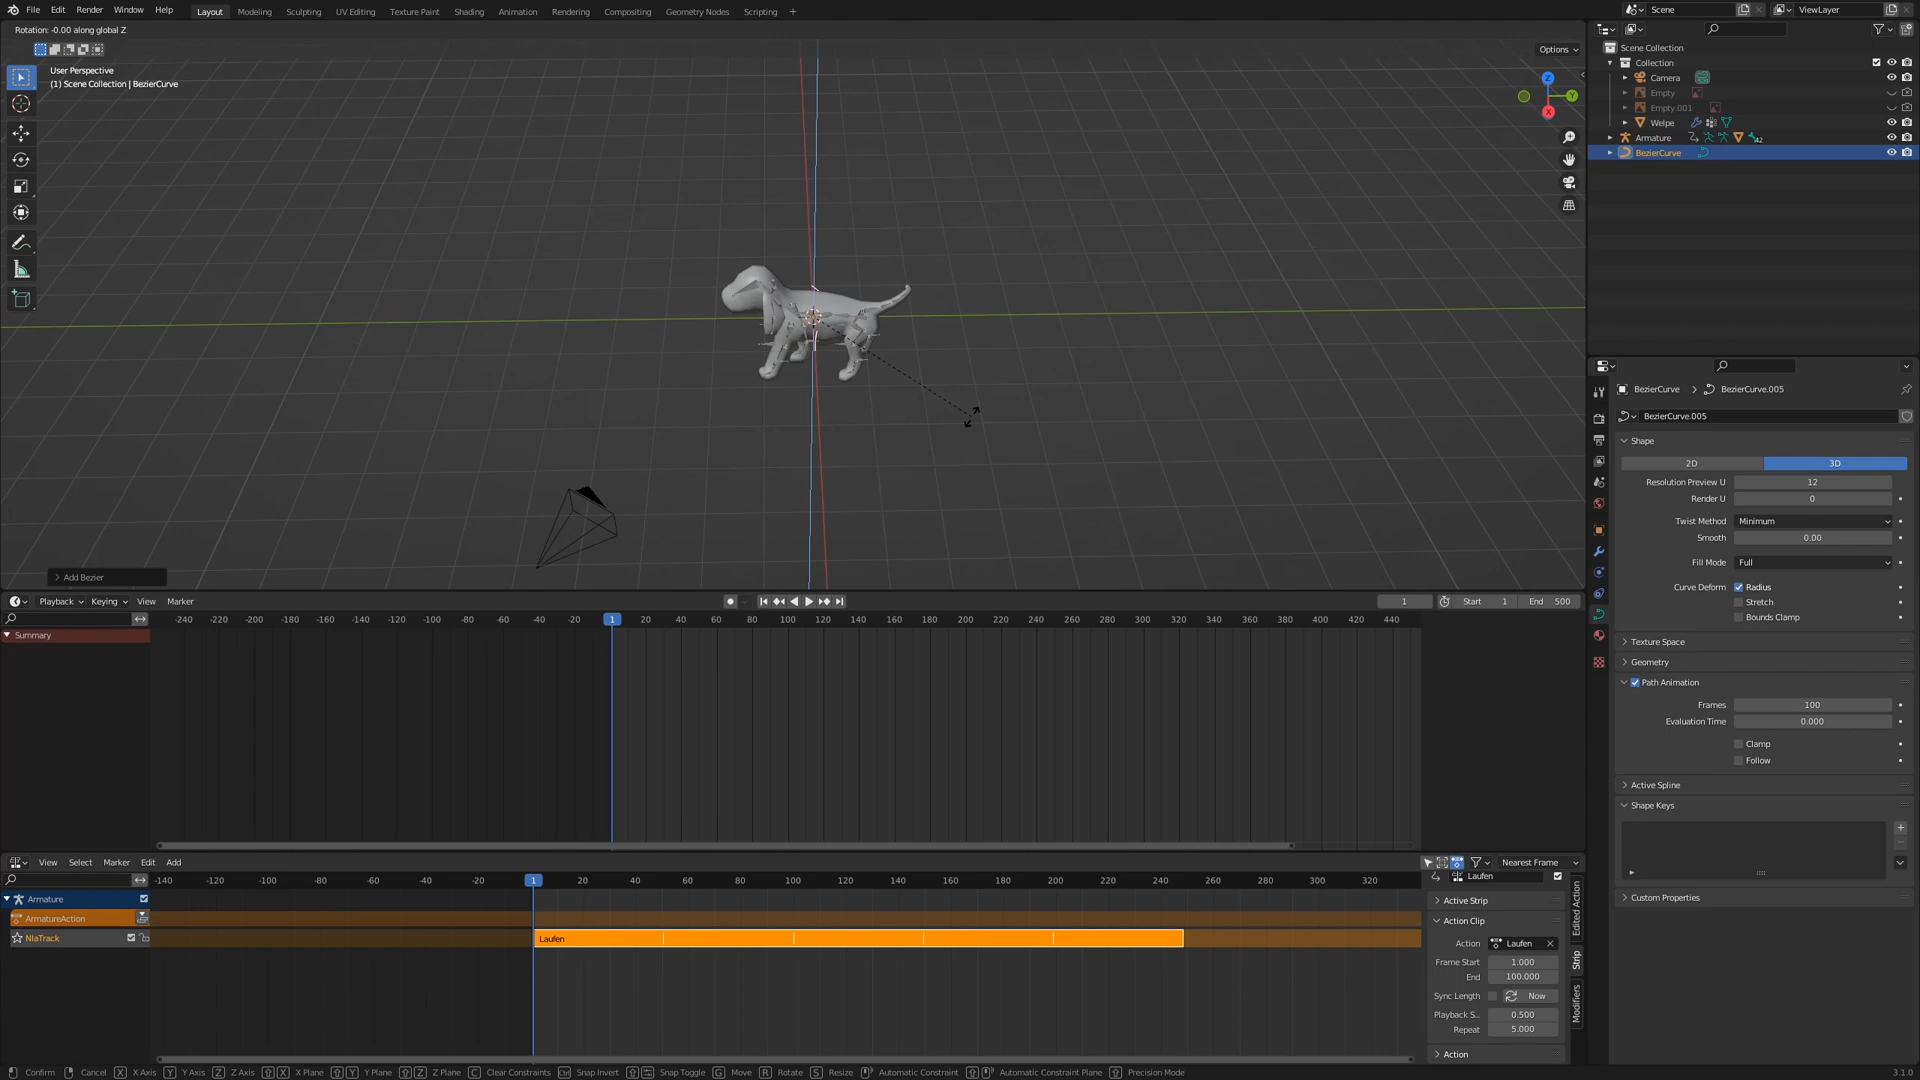 File Edit Render Window Help Layout Modeling Sculpting UV Editing Texture Paint Shading Animation Rendering Compositing Geometry Nodes Scripting +
Scene ViewLayer
Rotation: -0.00 along global Z
Options
User Perspective
(1) Scene Collection | BezierCurve
Z
Y
X
Scene Collection
Collection
Camera
Empty
Empty.001
Welpe
Armature 42
BezierCurve
Add Bezier
BezierCurve BezierCurve.005
BezierCurve.005
Shape
2D 3D
Resolution Preview U 12
Render U 0
Twist Method Minimum
Smooth 0.00
Fill Mode Full
Curve Deform Radius
Stretch
Bounds Clamp
Texture Space
Geometry
Path Animation
Frames 100
Evaluation Time 0.000
Clamp
Follow
Active Spline
Shape Keys
Custom Properties
Playback Keying View Marker 1 Start 1 End 500
-240 -220 -200 -180 -160 -140 -120 -100 -80 -60 -40 -20 1 20 40 60 80 100 120 140 160 180 200 220 240 260 280 300 320 340 360 380 400 420 440
Summary
View Select Marker Edit Add Nearest Frame
-140 -120 -100 -80 -60 -40 -20 1 20 40 60 80 100 120 140 160 180 200 220 240 260 280 300 320
Armature
ArmatureAction
NlaTrack
Laufen
Laufen
Active Strip
Action Clip
Action Laufen
Frame Start 1.000
End 100.000
Sync Length Now
Playback S... 0.500
Repeat 5.000
Action
Edited Action
Strip
Modifiers
Confirm Cancel X X Axis Y Y Axis Z Z Axis X X Plane Y Y Plane Z Z Plane C Clear Constraints Ctrl Snap Invert Snap Toggle G Move R Rotate S Resize Automatic Constraint Automatic Constraint Plane Precision Mode
3.1.0